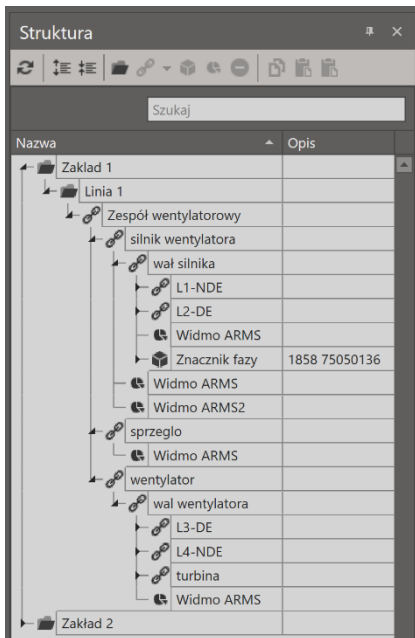 Struktura
Szukaj
Nazwa Opis
Zaklad 1
Linia 1
Zespół wentylatorowy
silnik wentylatora
wał silnika
L1-NDE
L2-DE
Widmo ARMS
Znacznik fazy 1858 75050136
Widmo ARMS
Widmo ARMS2
sprzeglo
Widmo ARMS
wentylator
wal wentylatora
L3-DE
L4-NDE
turbina
Widmo ARMS
Zakład 2